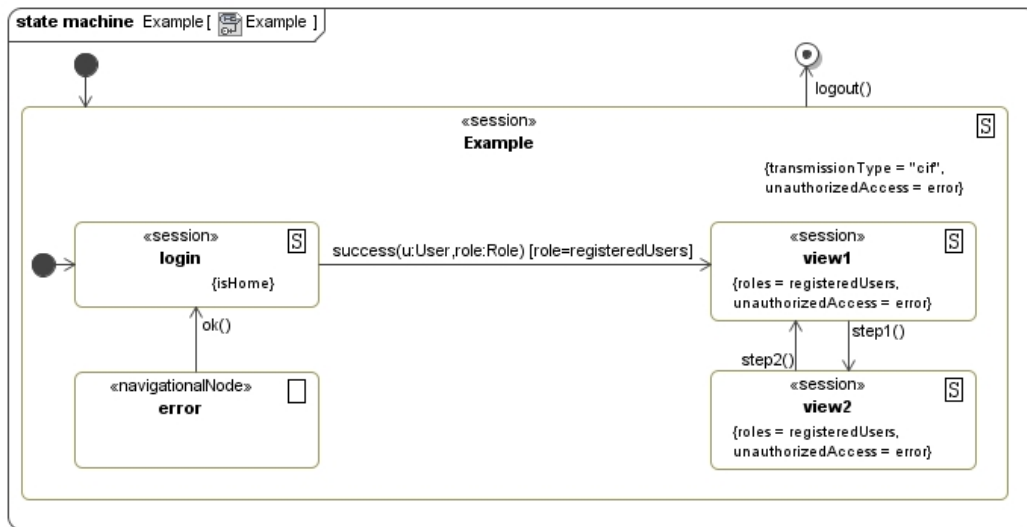 state machine Example [ Example ]
logout()
«session»
S
Example
{transmissionType = "cif",
unauthorizedAccess = error}
«session»
S
login
{isHome}
success(u:User,role:Role) [role=registeredUsers]
«session»
S
view1
{roles = registeredUsers,
unauthorizedAccess = error}
ok()
step1()
step2()
«navigationalNode»
error
«session»
S
view2
{roles = registeredUsers,
unauthorizedAccess = error}